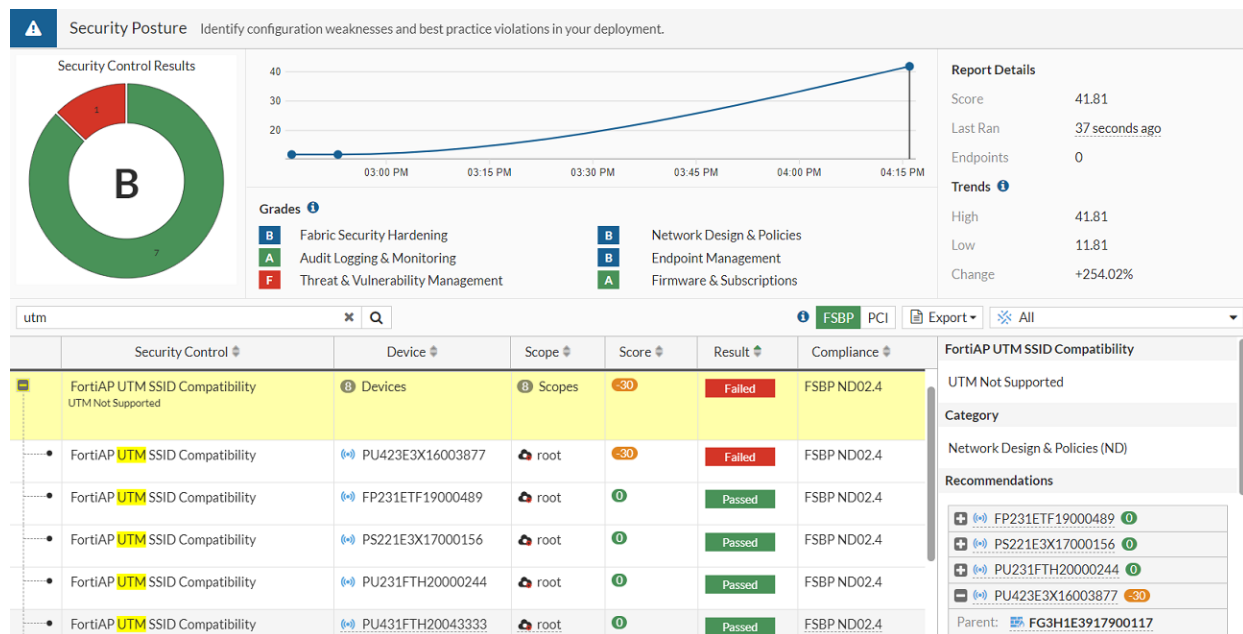 Security Posture Identify configuration weaknesses and best practice violations in your deployment.
Security Control Results
1
B
7
40
30
20
03:00 PM 03:15 PM 03:30 PM 03:45 PM 04:00 PM 04:15 PM
Grades
B Fabric Security Hardening
A Audit Logging & Monitoring
F Threat & Vulnerability Management
B Network Design & Policies
B Endpoint Management
A Firmware & Subscriptions
Report Details
Score 41.81
Last Ran 37 seconds ago
Endpoints 0
Trends
High 41.81
Low 11.81
Change +254.02%
utm
FSBP PCI Export All
Security Control Device Scope Score Result Compliance
FortiAP UTM SSID Compatibility 8 Devices 8 Scopes -30 Failed FSBP ND02.4
UTM Not Supported
FortiAP UTM SSID Compatibility PU423E3X16003877 root -30 Failed FSBP ND02.4
FortiAP UTM SSID Compatibility FP231ETF19000489 root 0 Passed FSBP ND02.4
FortiAP UTM SSID Compatibility PS221E3X17000156 root 0 Passed FSBP ND02.4
FortiAP UTM SSID Compatibility PU231FTH20000244 root 0 Passed FSBP ND02.4
FortiAP UTM SSID Compatibility PU431FTH20043333 root 0 Passed FSBP ND02.4
FortiAP UTM SSID Compatibility
UTM Not Supported
Category
Network Design & Policies (ND)
Recommendations
FP231ETF19000489 0
PS221E3X17000156 0
PU231FTH20000244 0
PU423E3X16003877 -30
Parent: FG3H1E3917900117